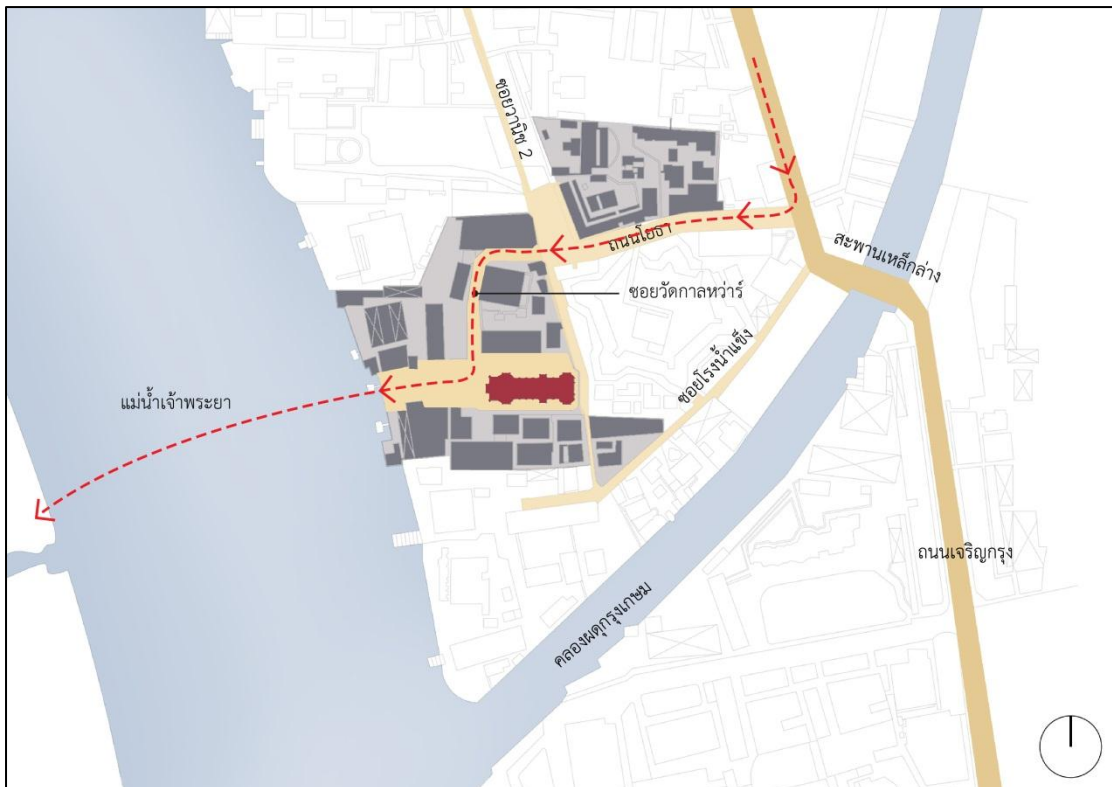 ซอยวานิช 2
ถนนโยธา
สะพานเหล็กล่าง
ซอยวัดกาลหว่าร์
ซอยโรงน้ำแข็ง
แม่น้ำเจ้าพระยา
ถนนเจริญกรุง
คลองผดุกรุงเกษม